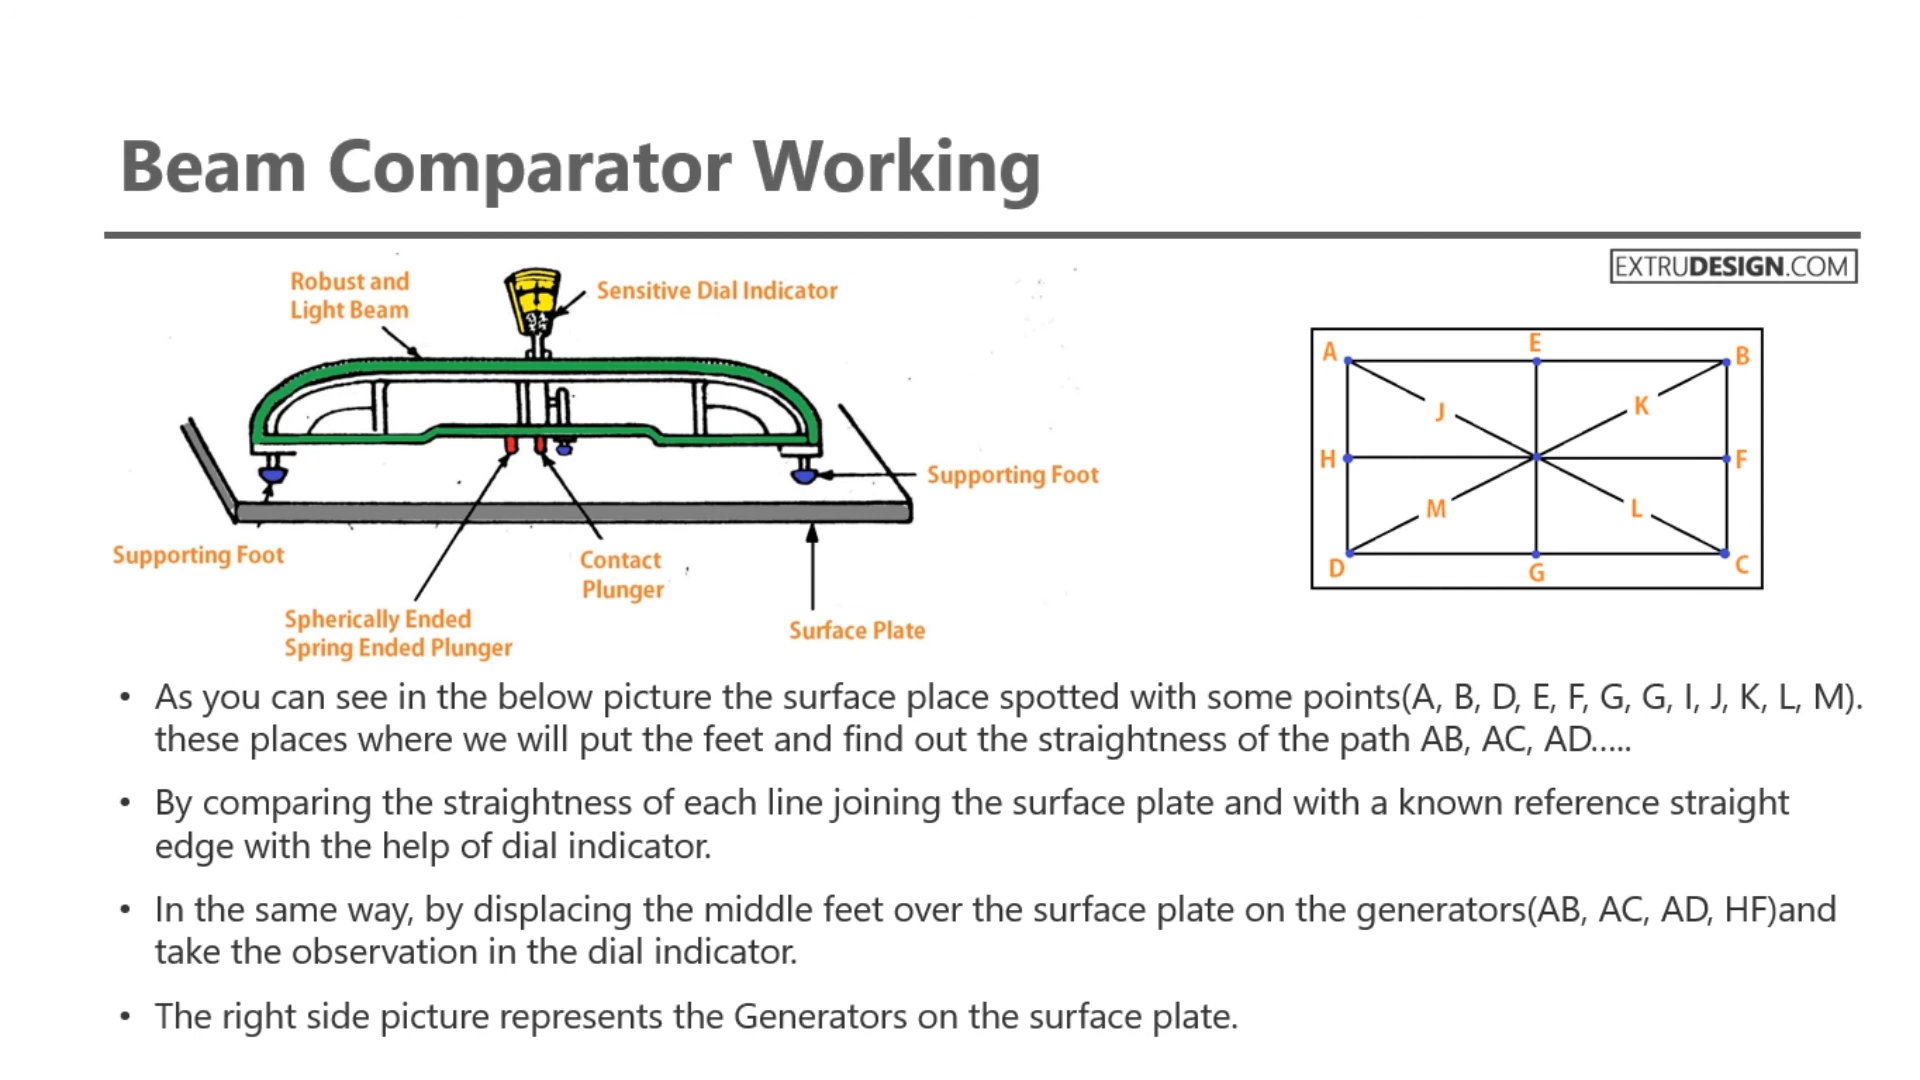 Beam Comparator Working
EXTRUDESIGN.COM
Robust and
Light Beam
Sensitive Dial Indicator
Supporting Foot
Supporting Foot
Contact
Plunger
Spherically Ended
Spring Ended Plunger
Surface Plate
A
E
B
J
K
H
F
M
L
D
G
C
• As you can see in the below picture the surface place spotted with some points(A, B, D, E, F, G, G, I, J, K, L, M).
these places where we will put the feet and find out the straightness of the path AB, AC, AD.....
• By comparing the straightness of each line joining the surface plate and with a known reference straight
edge with the help of dial indicator.
• In the same way, by displacing the middle feet over the surface plate on the generators(AB, AC, AD, HF)and
take the observation in the dial indicator.
• The right side picture represents the Generators on the surface plate.